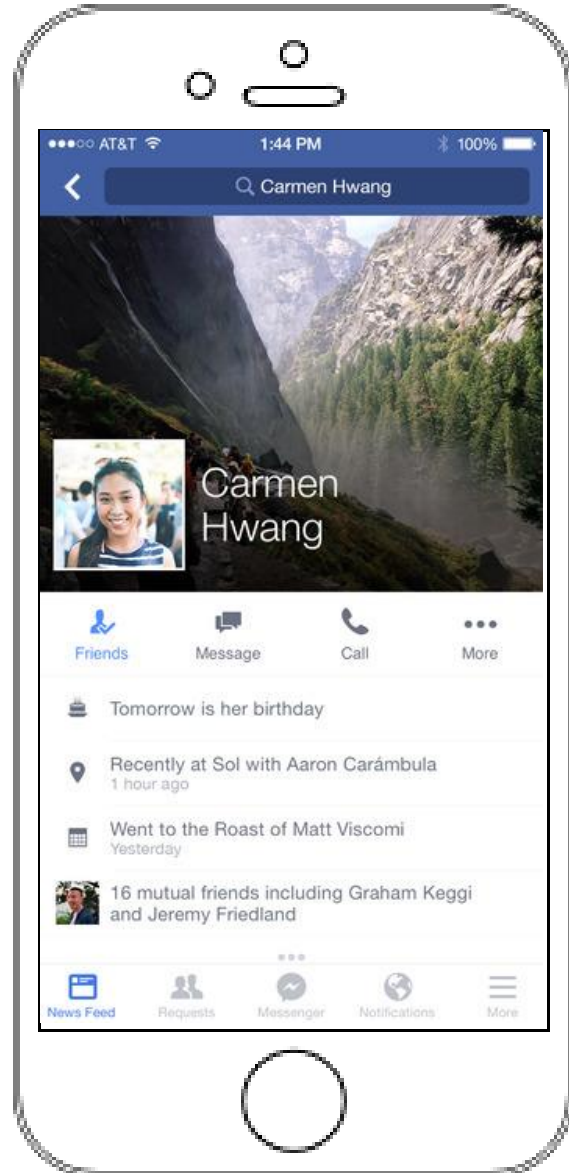 AT&T 1:44 PM 100%
Carmen Hwang
Carmen
Hwang
Friends Message Call More
Tomorrow is her birthday
Recently at Sol with Aaron Carámbula
1 hour ago
Went to the Roast of Matt Viscomi
Yesterday
16 mutual friends including Graham Keggi
and Jeremy Friedland
News Feed Requests Messenger Notifications More